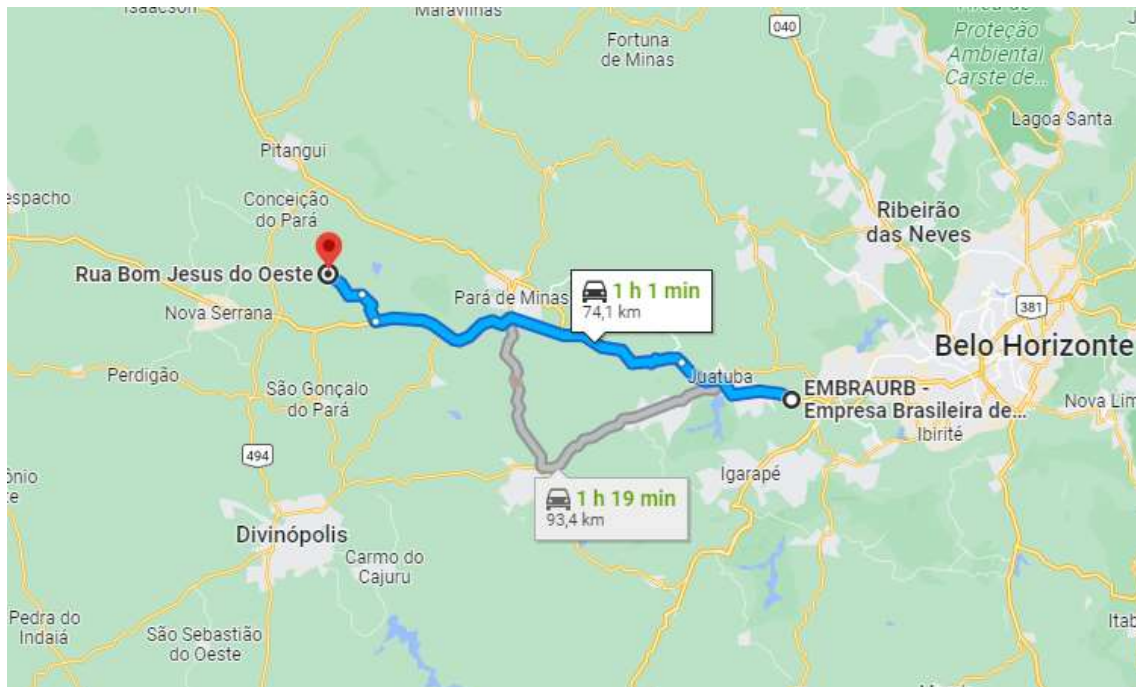 Isaacson
Maravilhas
Fortuna
de Minas
040
Proteção
Ambiental
Carste de...
Lagoa Santa
Pitangui
espacho
Conceição
do Pará
Ribeirão
das Neves
Rua Bom Jesus do Oeste
Nova Serrana
Pará de Minas
1 h 1 min
74,1 km
381
Belo Horizonte
Perdigão
São Gonçalo
do Pará
Juatuba
EMBRAURB -
Empresa Brasileira de...
Nova Lim
Ibirité
494
ônio
te
Igarapé
1 h 19 min
93,4 km
Divinópolis
Carmo do
Cajuru
Pedra do
Indaiá
São Sebastião
do Oeste
Itab